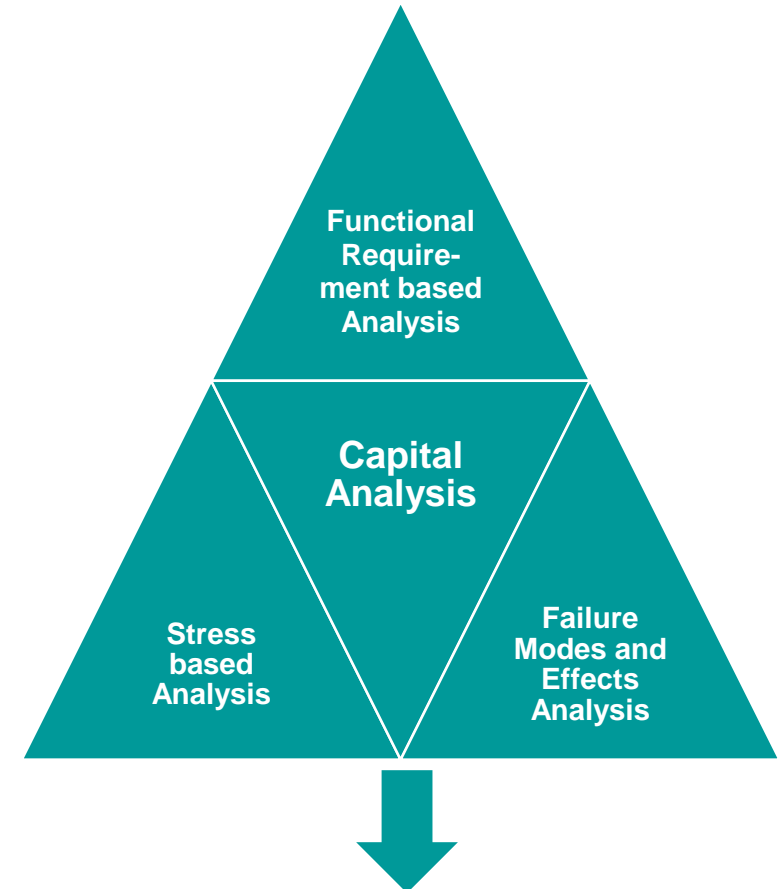 Functional
Require-
ment based
Analysis
Capital
Analysis
Stress
based
Analysis
Failure
Modes and
Effects
Analysis